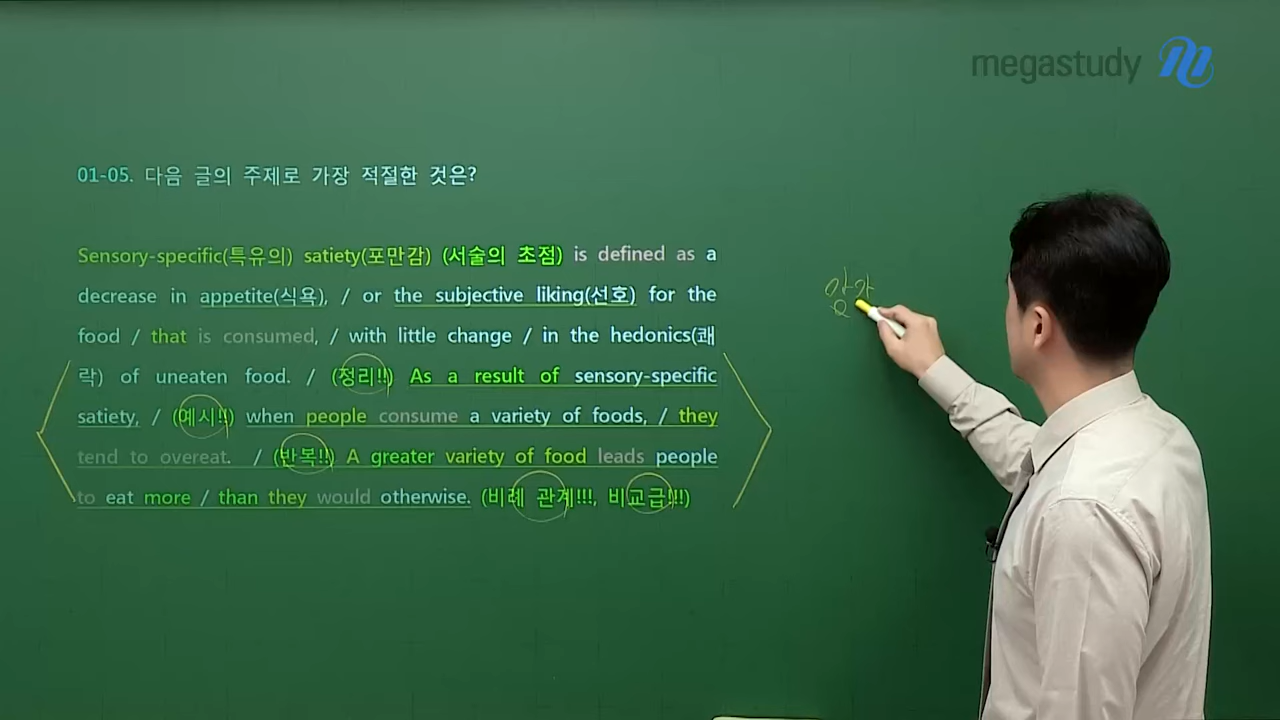 megastudy
01-05. 다음 글의 주제로 가장 적절한 것은?
Sensory-specific(특유의) satiety(포만감) (서술의 초점) is defined as a
decrease in appetite(식욕), / or the subjective liking(선호) for the
food / that is consumed, / with little change / in the hedonics(쾌
락) of uneaten food. / (정리!!) As a result of sensory-specific
satiety, / (예시!!) when people consume a variety of foods, / they
tend to overeat. / (반복!!) A greater variety of food leads people
to eat more / than they would otherwise. (비례 관계!!!, 비교급!!!)